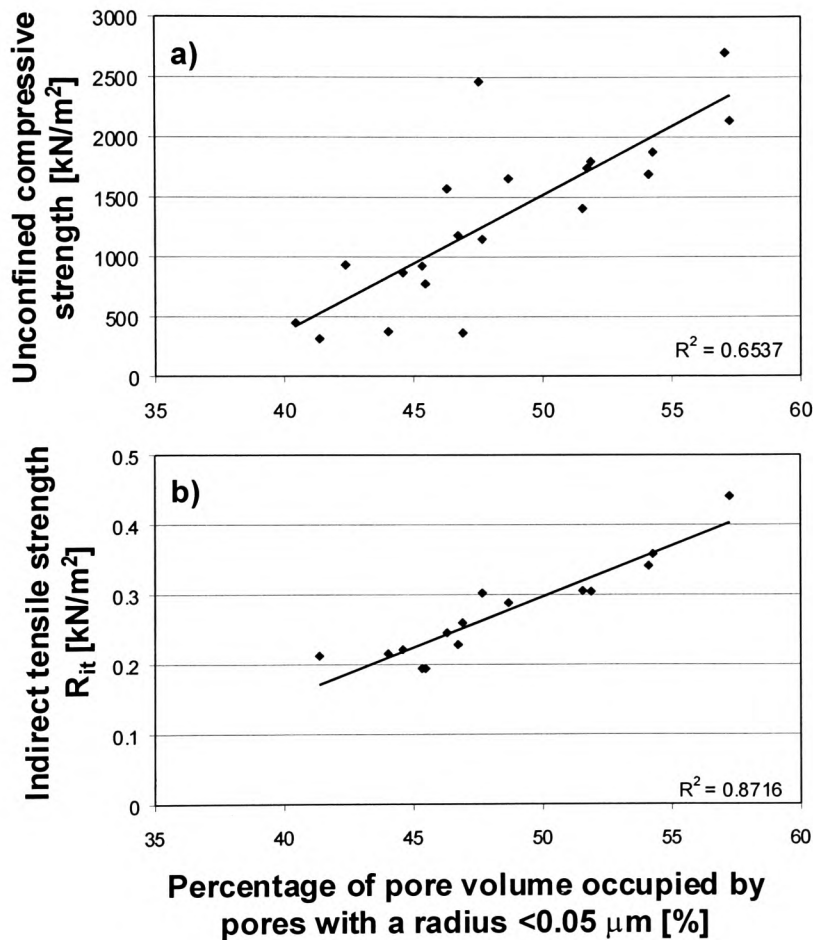 Unconfined compressive
strength [kN/m²]
3000
2500
2000
1500
1000
500
0
a)
R² = 0.6537
35 40 45 50 55 60
Indirect tensile strength
Rit [kN/m²]
0.5
0.4
0.3
0.2
0.1
0
b)
R² = 0.8716
35 40 45 50 55 60
Percentage of pore volume occupied by
pores with a radius <0.05 µm [%]